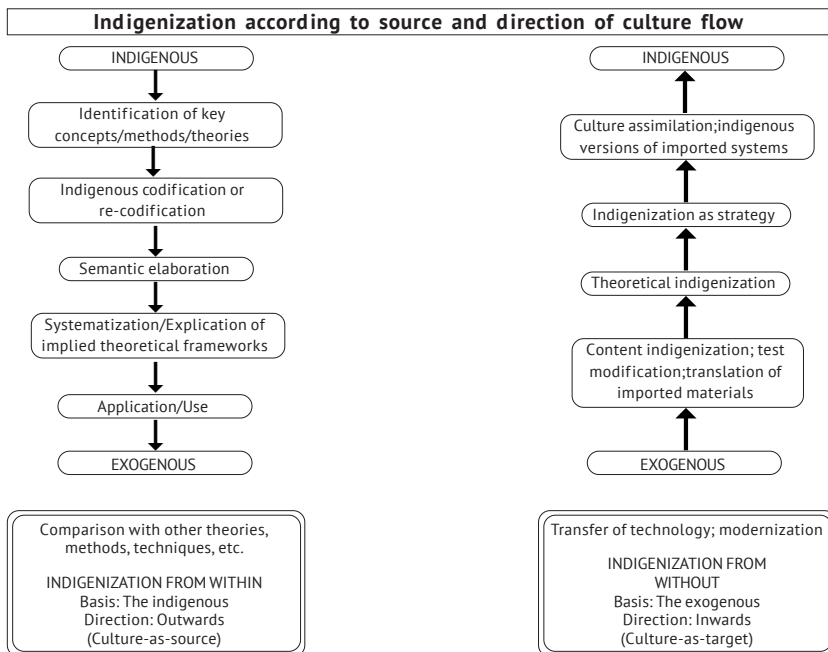 Indigenization according to source and direction of culture flow
INDIGENOUS
Identification of key
concepts/methods/theories
Indigenous codification or
re-codification
Semantic elaboration
Systematization/Explication of
implied theoretical frameworks
Application/Use
EXOGENOUS
Comparison with other theories,
methods, techniques, etc.
INDIGENIZATION FROM WITHIN
Basis: The indigenous
Direction: Outwards
(Culture-as-source)
INDIGENOUS
Culture assimilation;indigenous
versions of imported systems
Indigenization as strategy
Theoretical indigenization
Content indigenization; test
modification;translation of
imported materials
EXOGENOUS
Transfer of technology; modernization
INDIGENIZATION FROM
WITHOUT
Basis: The exogenous
Direction: Inwards
(Culture-as-target)